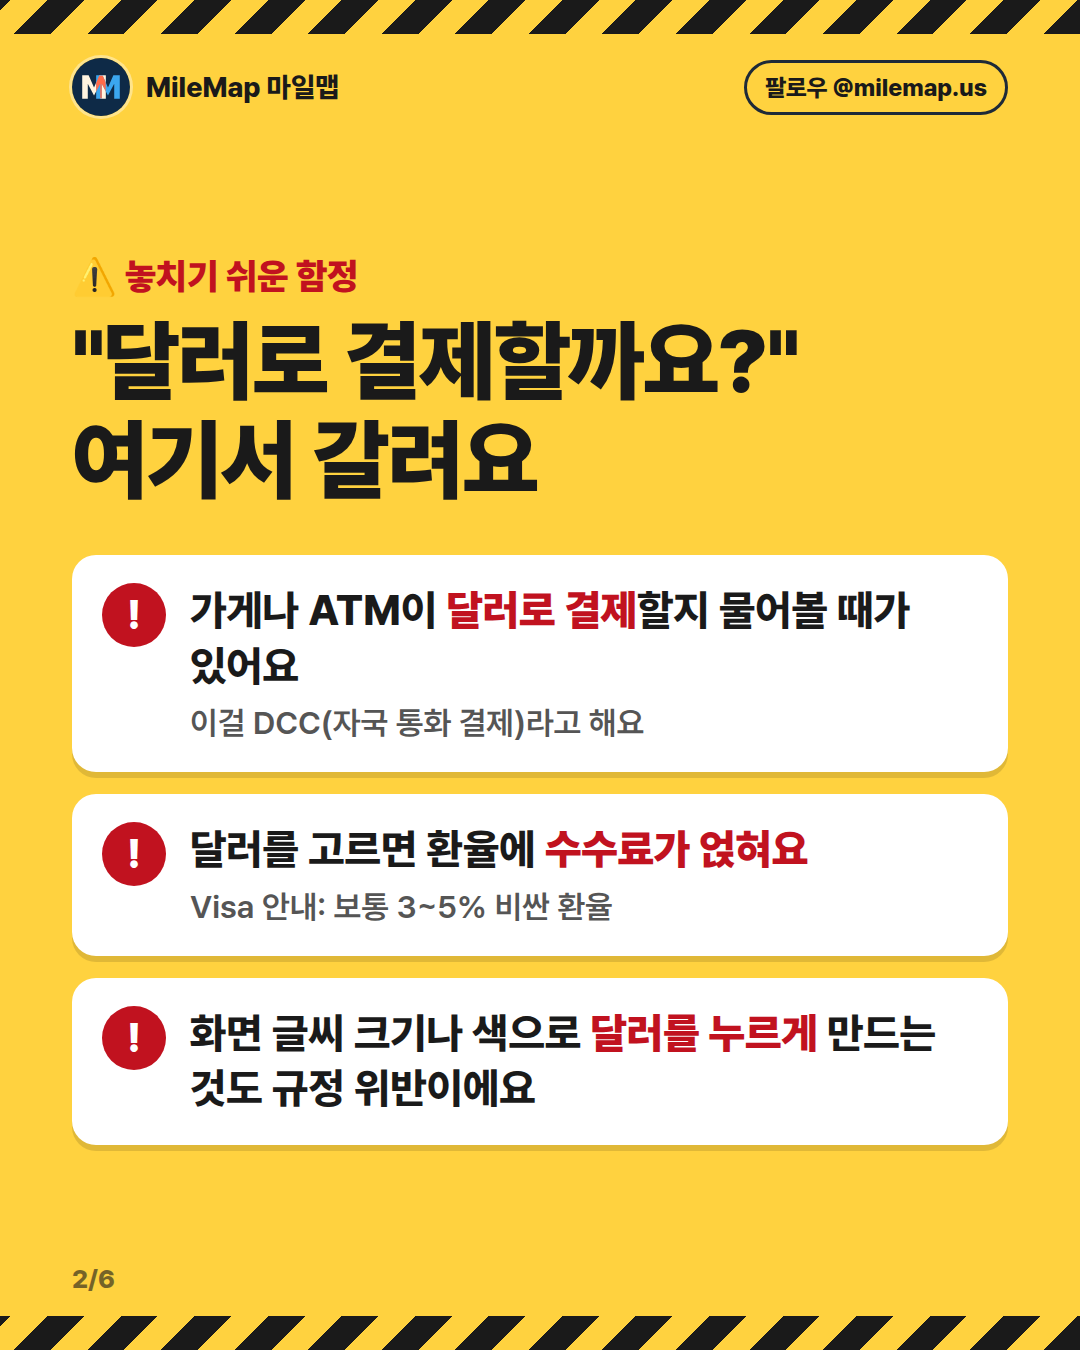 MM MileMap 마일맵
팔로우 @milemap.us
⚠️ 놓치기 쉬운 함정
"달러로 결제할까요?"
여기서 갈려요
! 가게나 ATM이 달러로 결제할지 물어볼 때가
있어요
이걸 DCC(자국 통화 결제)라고 해요
! 달러를 고르면 환율에 수수료가 얹혀요
Visa 안내: 보통 3~5% 비싼 환율
! 화면 글씨 크기나 색으로 달러를 누르게 만드는
것도 규정 위반이에요
2/6